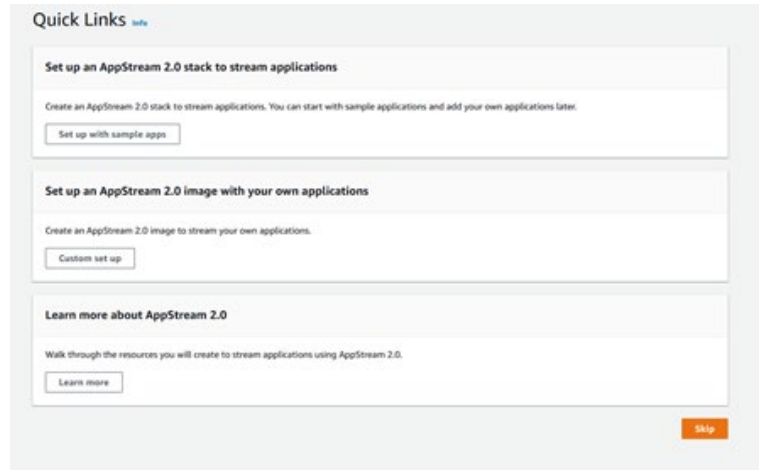 Quick Links Info
Set up an AppStream 2.0 stack to stream applications
Create an AppStream 2.0 stack to stream applications. You can start with sample applications and add your own applications later.
Set up with sample apps
Set up an AppStream 2.0 image with your own applications
Create an AppStream 2.0 image to stream your own applications.
Custom set up
Learn more about AppStream 2.0
Walk through the resources you will create to stream applications using AppStream 2.0.
Learn more
Skip